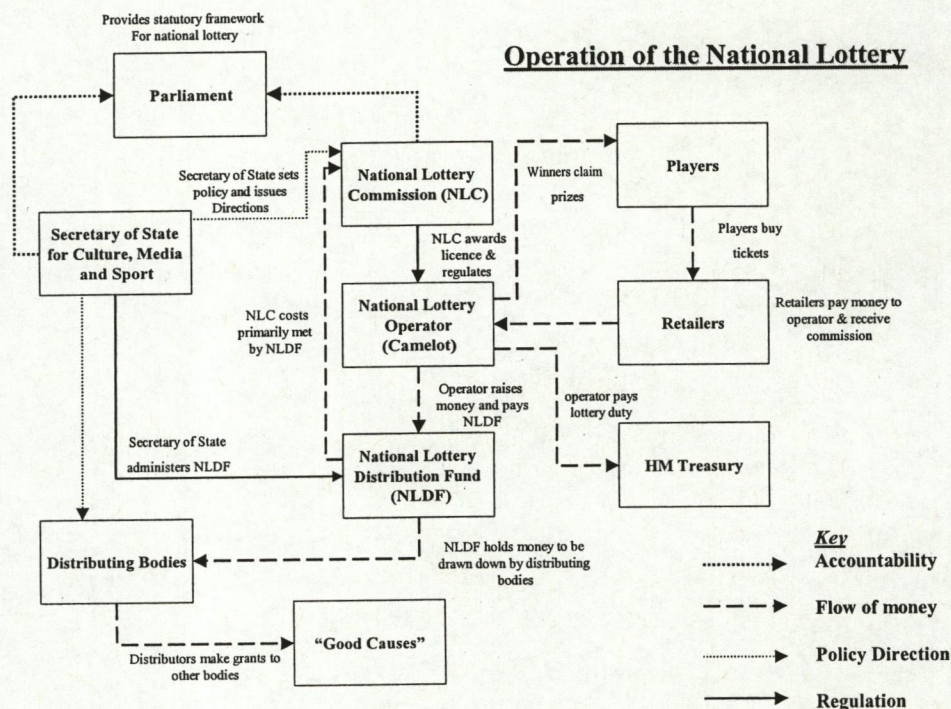 Provides statutory framework
For national lottery
Operation of the National Lottery
Parliament
National Lottery
Commission (NLC)
Winners claim
prizes
Players
Secretary of State sets
policy and issues
Directions
Secretary of State
for Culture, Media
and Sport
NLC awards
licence &
regulates
Players buy
tickets
NLC costs
primarily met
by NLDF
National Lottery
Operator
(Camelot)
Retailers
Retailers pay money to
operator & receive
commission
Operator raises
money and pays
NLDF
operator pays
lottery duty
Secretary of State
administers NLDF
National Lottery
Distribution Fund
(NLDF)
HM Treasury
Distributing Bodies
NLDF holds money to be
drawn down by distributing
bodies
Distributors make grants to
other bodies
"Good Causes"
Key
Accountability
Flow of money
Policy Direction
Regulation